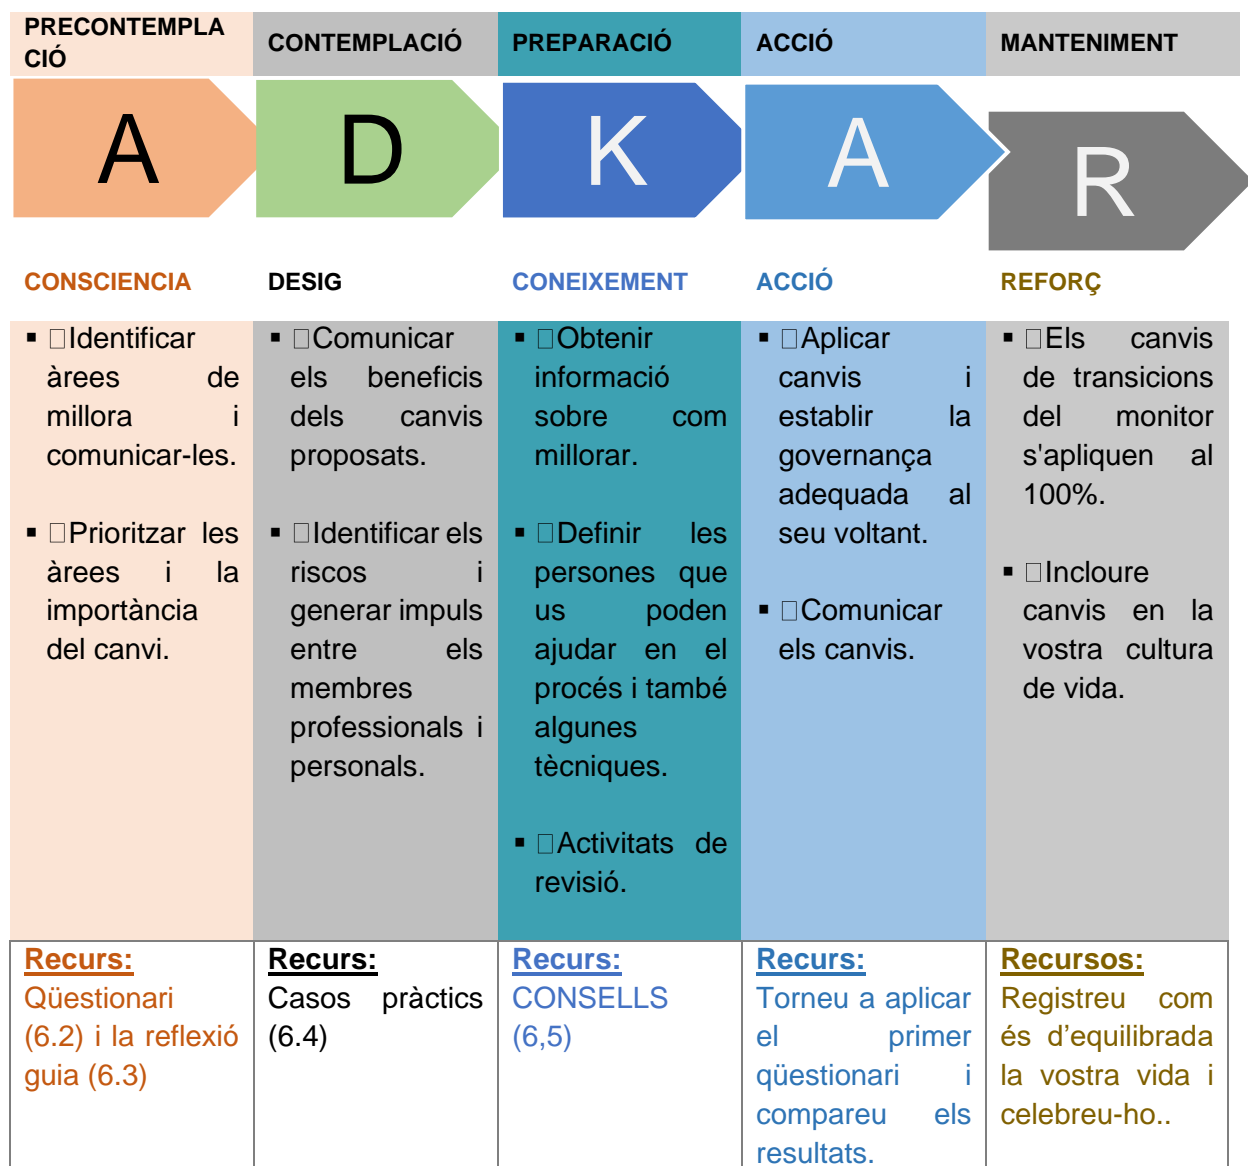 PRECONTEMPLA
CIÓ
CONTEMPLACIÓ
PREPARACIÓ
ACCIÓ
MANTENIMENT
A
D
K
A
R
CONSCIENCIA
DESIG
CONEIXEMENT
ACCIÓ
REFORÇ
▪ □Identificar
àrees de
millora i
comunicar-les.
▪ □Prioritzar les
àrees i la
importància
del canvi.
▪ □Comunicar
els beneficis
dels canvis
proposats.
▪ □Identificar els
riscos i
generar impuls
entre els
membres
professionals i
personals.
▪ □Obtenir
informació
sobre com
millorar.
▪ □Definir les
persones que
us poden
ajudar en el
procés i també
algunes
tècniques.
▪ □Activitats de
revisió.
▪ □Aplicar
canvis i
establir la
governança
adequada al
seu voltant.
▪ □Comunicar
els canvis.
▪ □Els canvis
de transicions
del monitor
s'apliquen al
100%.
▪ □Incloure
canvis en la
vostra cultura
de vida.
Recurs:
Qüestionari
(6.2) i la reflexió
guia (6.3)
Recurs:
Casos pràctics
(6.4)
Recurs:
CONSELLS
(6,5)
Recurs:
Torneu a aplicar
el primer
qüestionari i
compareu els
resultats.
Recursos:
Registreu com
és d’equilibrada
la vostra vida i
celebreu-ho..